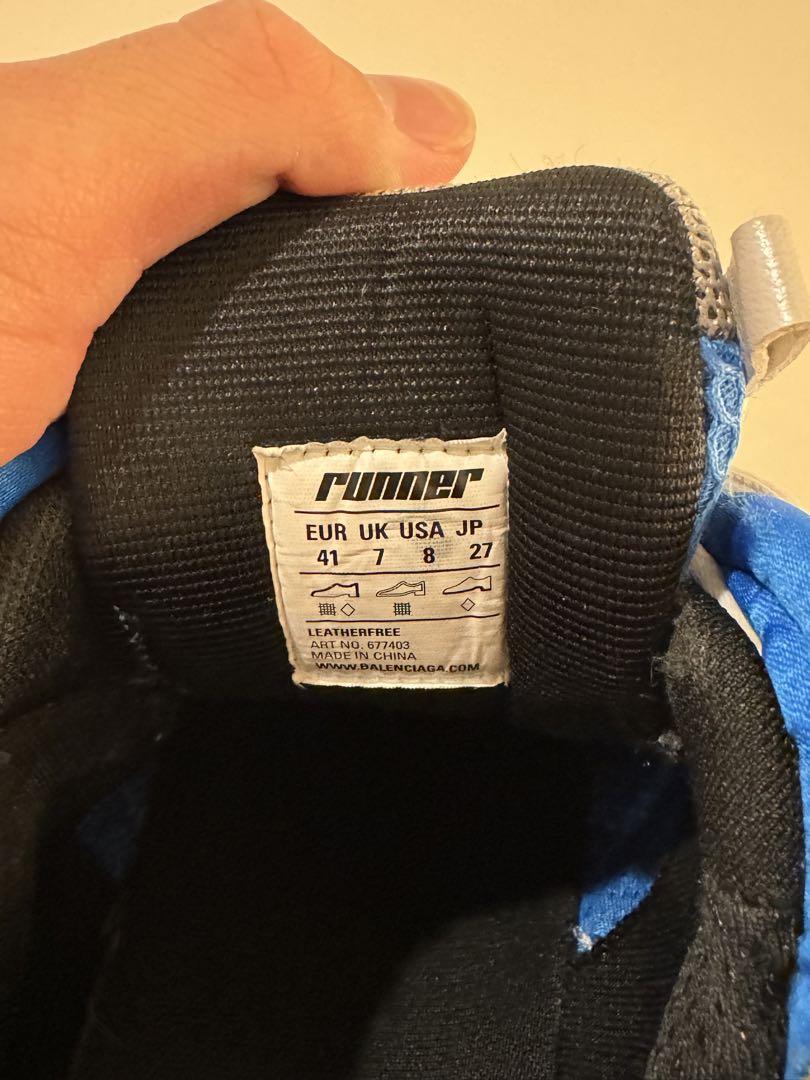 runner
EUR UK USA JP
41 7 8 27
LEATHERFREE
ART NO. 677403
MADE IN CHINA
WWW.BALENCIAGA.COM